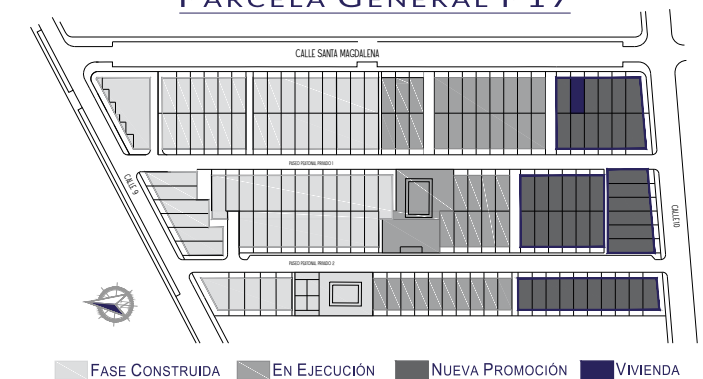 PARCELA GENERAL P17
CALLE SANTA MAGDALENA
PASEO PEATONAL PRIVADO 1
CALLE 9
CALLE 10
PASEO PEATONAL PRIVADO 2
FASE CONSTRUIDA EN EJECUCIÓN NUEVA PROMOCIÓN VIVIENDA